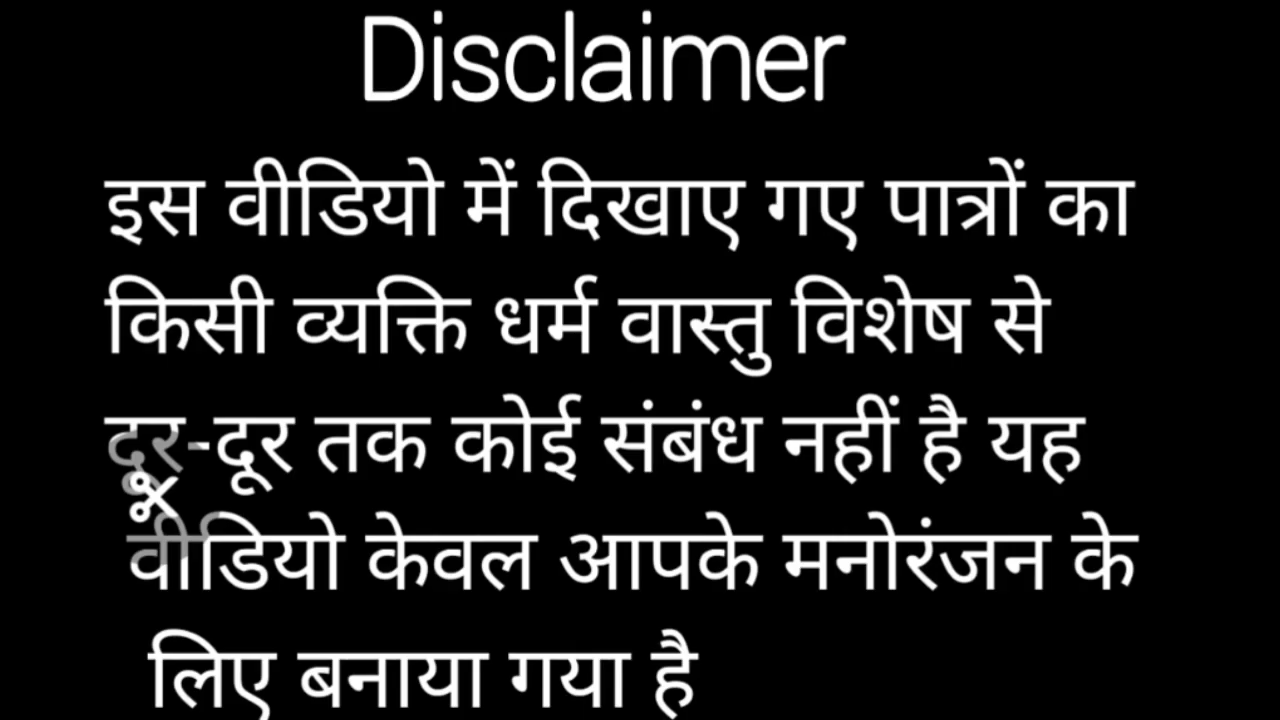 Disclaimer
इस वीडियो में दिखाए गए पात्रों का
किसी व्यक्ति धर्म वास्तु विशेष से
दूर-दूर तक कोई संबंध नहीं है यह
वीडियो केवल आपके मनोरंजन के
लिए बनाया गया है